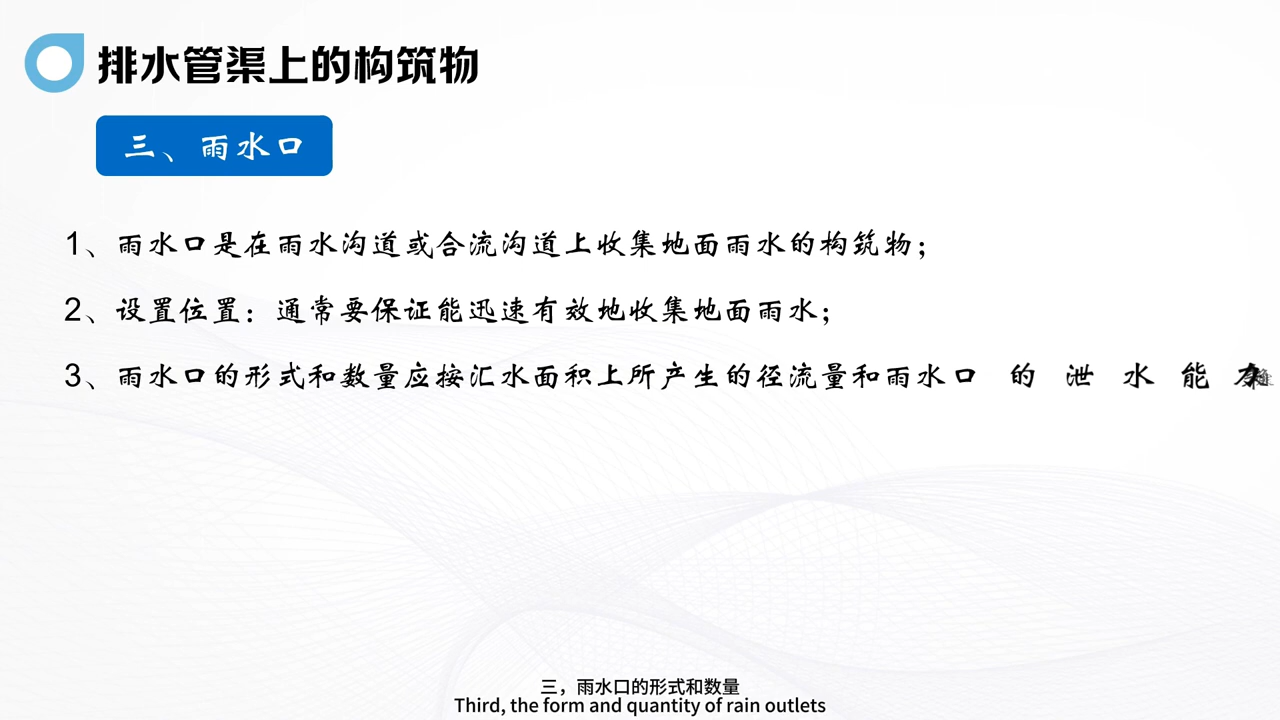 排水管渠上的构筑物
三、雨水口
1、雨水口是在雨水沟道或合流沟道上收集地面雨水的构筑物；
2、设置位置：通常要保证能迅速有效地收集地面雨水；
3、雨水口的形式和数量应按汇水面积上所产生的径流量和雨水口的泄水能力
三，雨水口的形式和数量
Third, the form and quantity of rain outlets